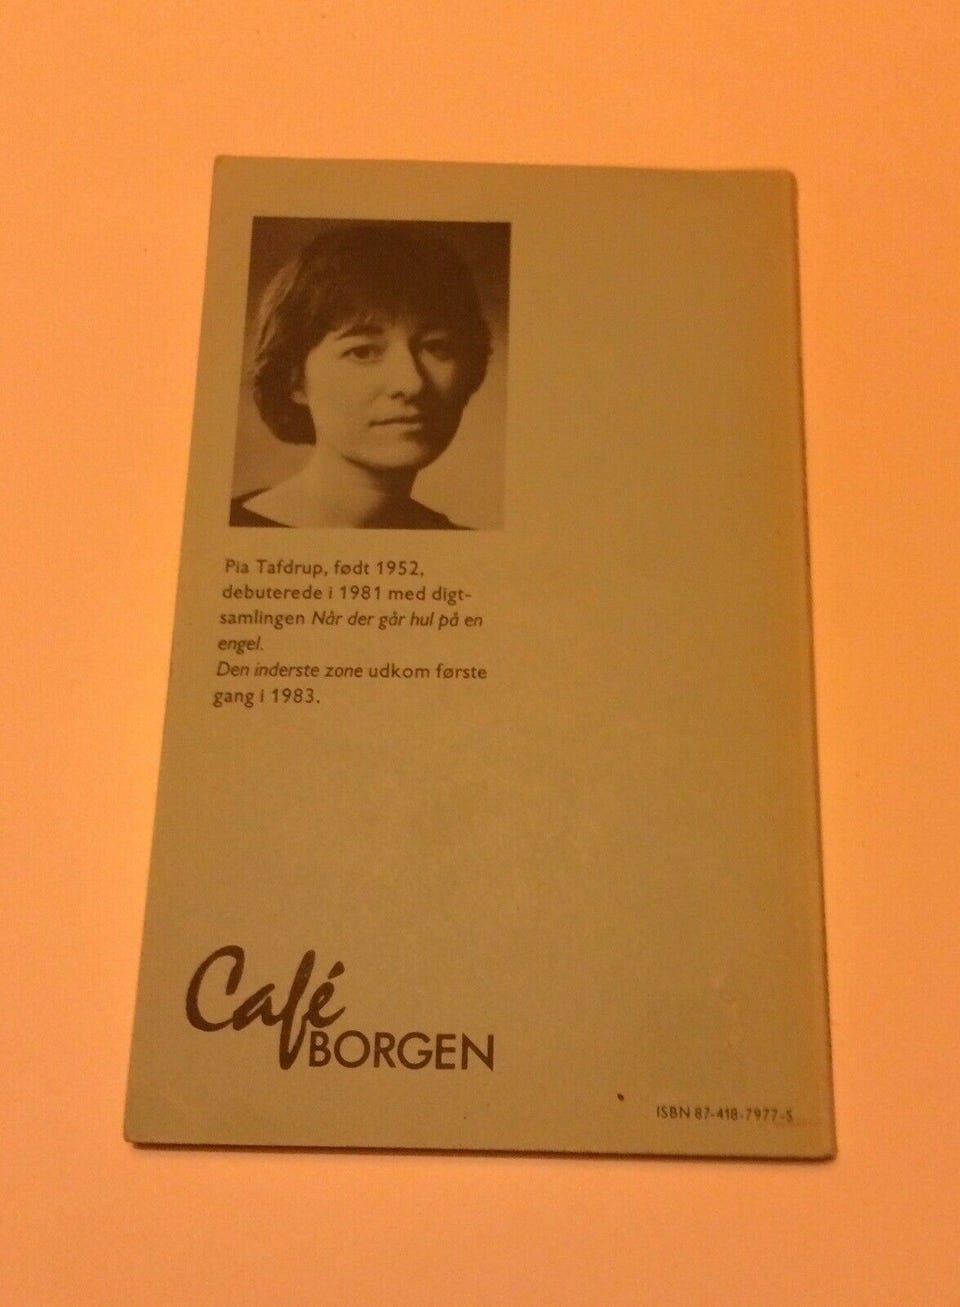 Pia Tafdrup, født 1952,
debuterede i 1981 med digt-
samlingen Når der går hul på en
engel.
Den inderste zone udkom første
gang i 1983.
Café
BORGEN
ISBN 87-418-7977-5